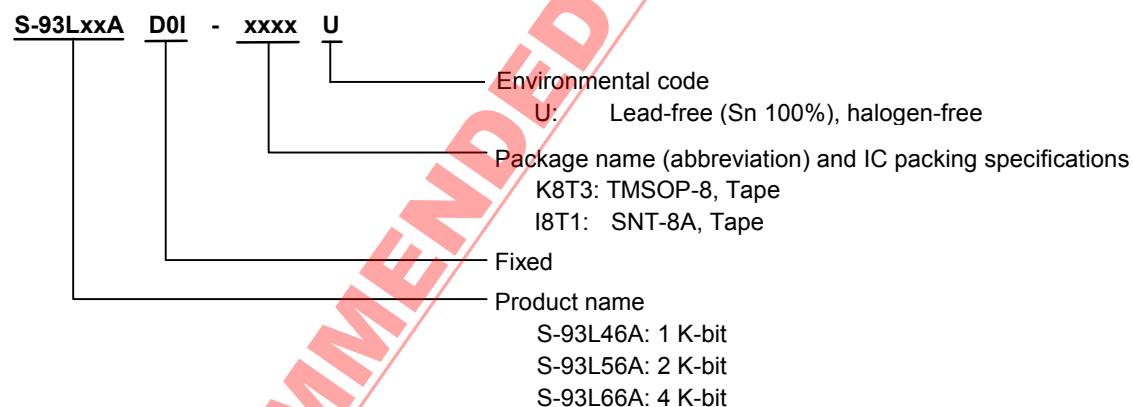 S-93LxxA D0I - xxxx U
Environmental code
U: Lead-free (Sn 100%), halogen-free
Package name (abbreviation) and IC packing specifications
K8T3: TMSOP-8, Tape
I8T1: SNT-8A, Tape
Fixed
Product name
S-93L46A: 1 K-bit
S-93L56A: 2 K-bit
S-93L66A: 4 K-bit
MMENDED